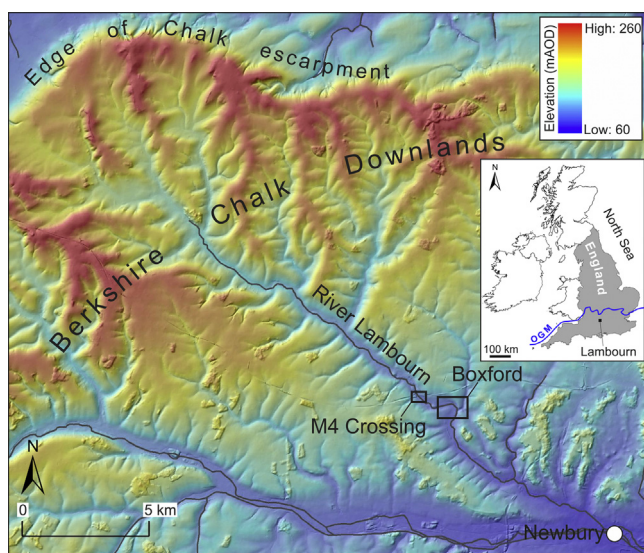 Edge of Chalk escarpment
Elevation (mAOD)
High: 260
Low: 60
Berkshire Chalk Downlands
N
North Sea
England
OGM
100 km
Lambourn
River Lambourn
Boxford
M4 Crossing
N
0 5 km
Newbury